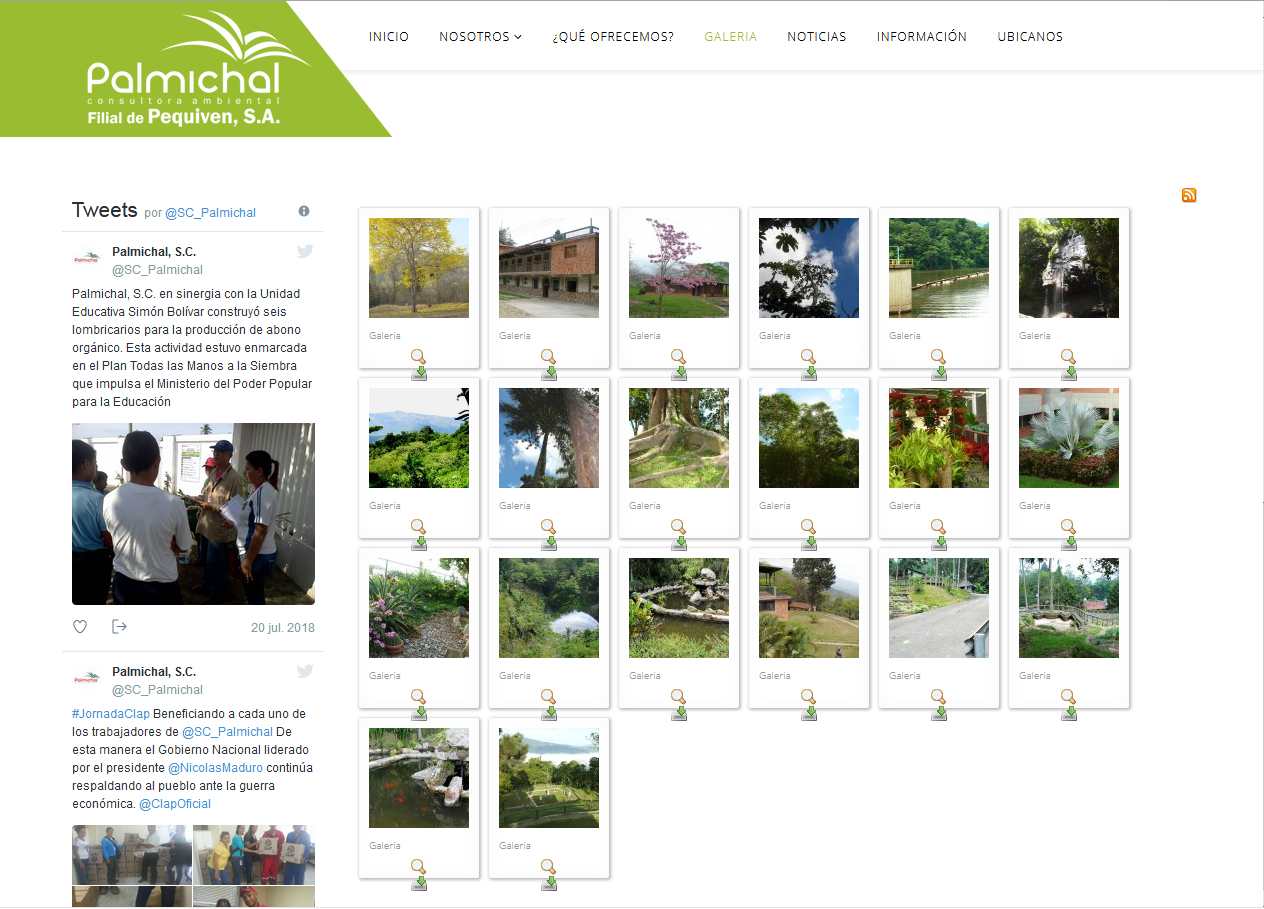 Palmichal
consultora ambiental
Filial de Pequiven, S.A.
INICIO NOSOTROS ¿QUÉ OFRECEMOS? GALERIA NOTICIAS INFORMACIÓN UBICANOS
Tweets por @SC_Palmichal
Palmichal, S.C.
@SC_Palmichal
Palmichal, S.C. en sinergia con la Unidad
Educativa Simón Bolívar construyó seis
lombricarios para la producción de abono
orgánico. Esta actividad estuvo enmarcada
en el Plan Todas las Manos a la Siembra
que impulsa el Ministerio del Poder Popular
para la Educación
20 jul. 2018
Palmichal, S.C.
@SC_Palmichal
#JornadaClap Beneficiando a cada uno de
los trabajadores de @SC_Palmichal De
esta manera el Gobierno Nacional liderado
por el presidente @NicolasMaduro continúa
respaldando al pueblo ante la guerra
económica. @ClapOficial
Galeria Galeria Galeria Galeria Galeria Galeria
Galeria Galeria Galeria Galeria Galeria Galeria
Galeria Galeria Galeria Galeria Galeria Galeria
Galeria Galeria